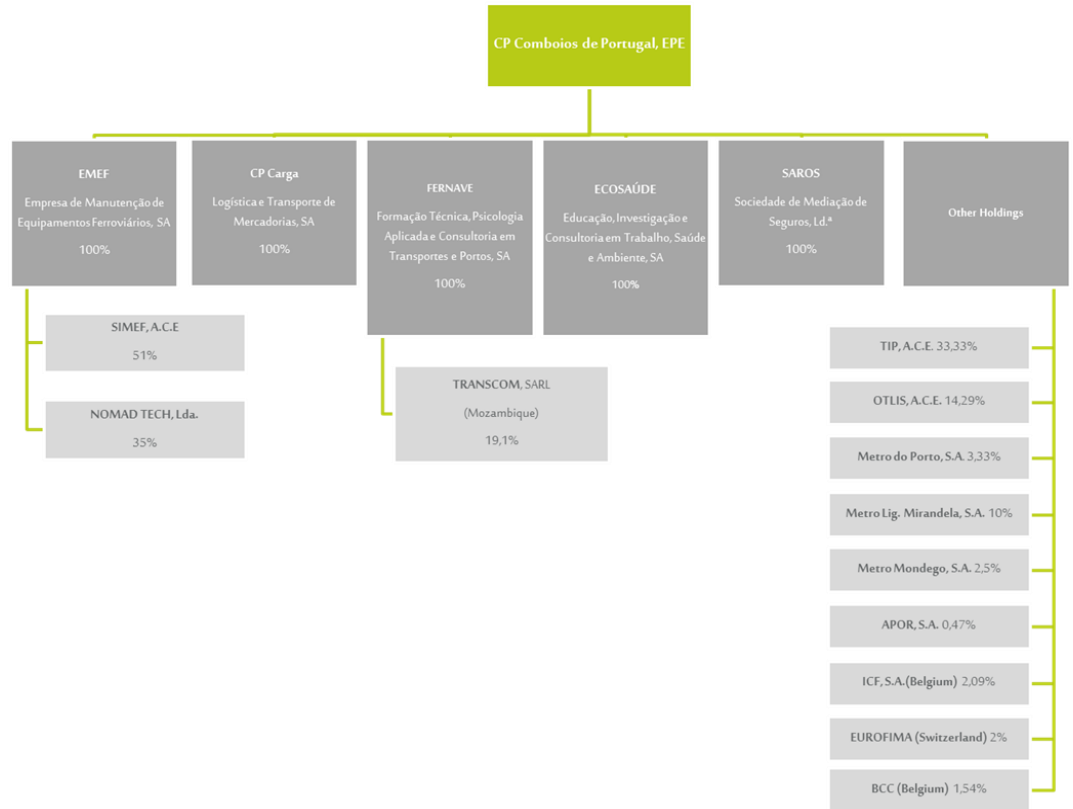 CP Comboios de Portugal, EPE
EMEF
Empresa de Manutenção de
Equipamentos Ferroviários, SA
100%
CP Carga
Logística e Transporte de
Mercadorias, SA
100%
FERNAVE
Formação Técnica, Psicologia
Aplicada e Consultoria em
Transportes e Portos, SA
100%
ECOSAÚDE
Educação, Investigação e
Consultoria em Trabalho, Saúde
e Ambiente, SA
100%
SAROS
Sociedade de Mediação de
Seguros, Ld.ª
100%
Other Holdings
SIMEF, A.C.E
51%
NOMAD TECH, Lda.
35%
TRANSCOM, SARL
(Mozambique)
19,1%
TIP, A.C.E. 33,33%
OTLIS, A.C.E. 14,29%
Metro do Porto, S.A. 3,33%
Metro Lig. Mirandela, S.A. 10%
Metro Mondego, S.A. 2,5%
APOR, S.A. 0,47%
ICF, S.A.(Belgium) 2,09%
EUROFIMA (Switzerland) 2%
BCC (Belgium) 1,54%